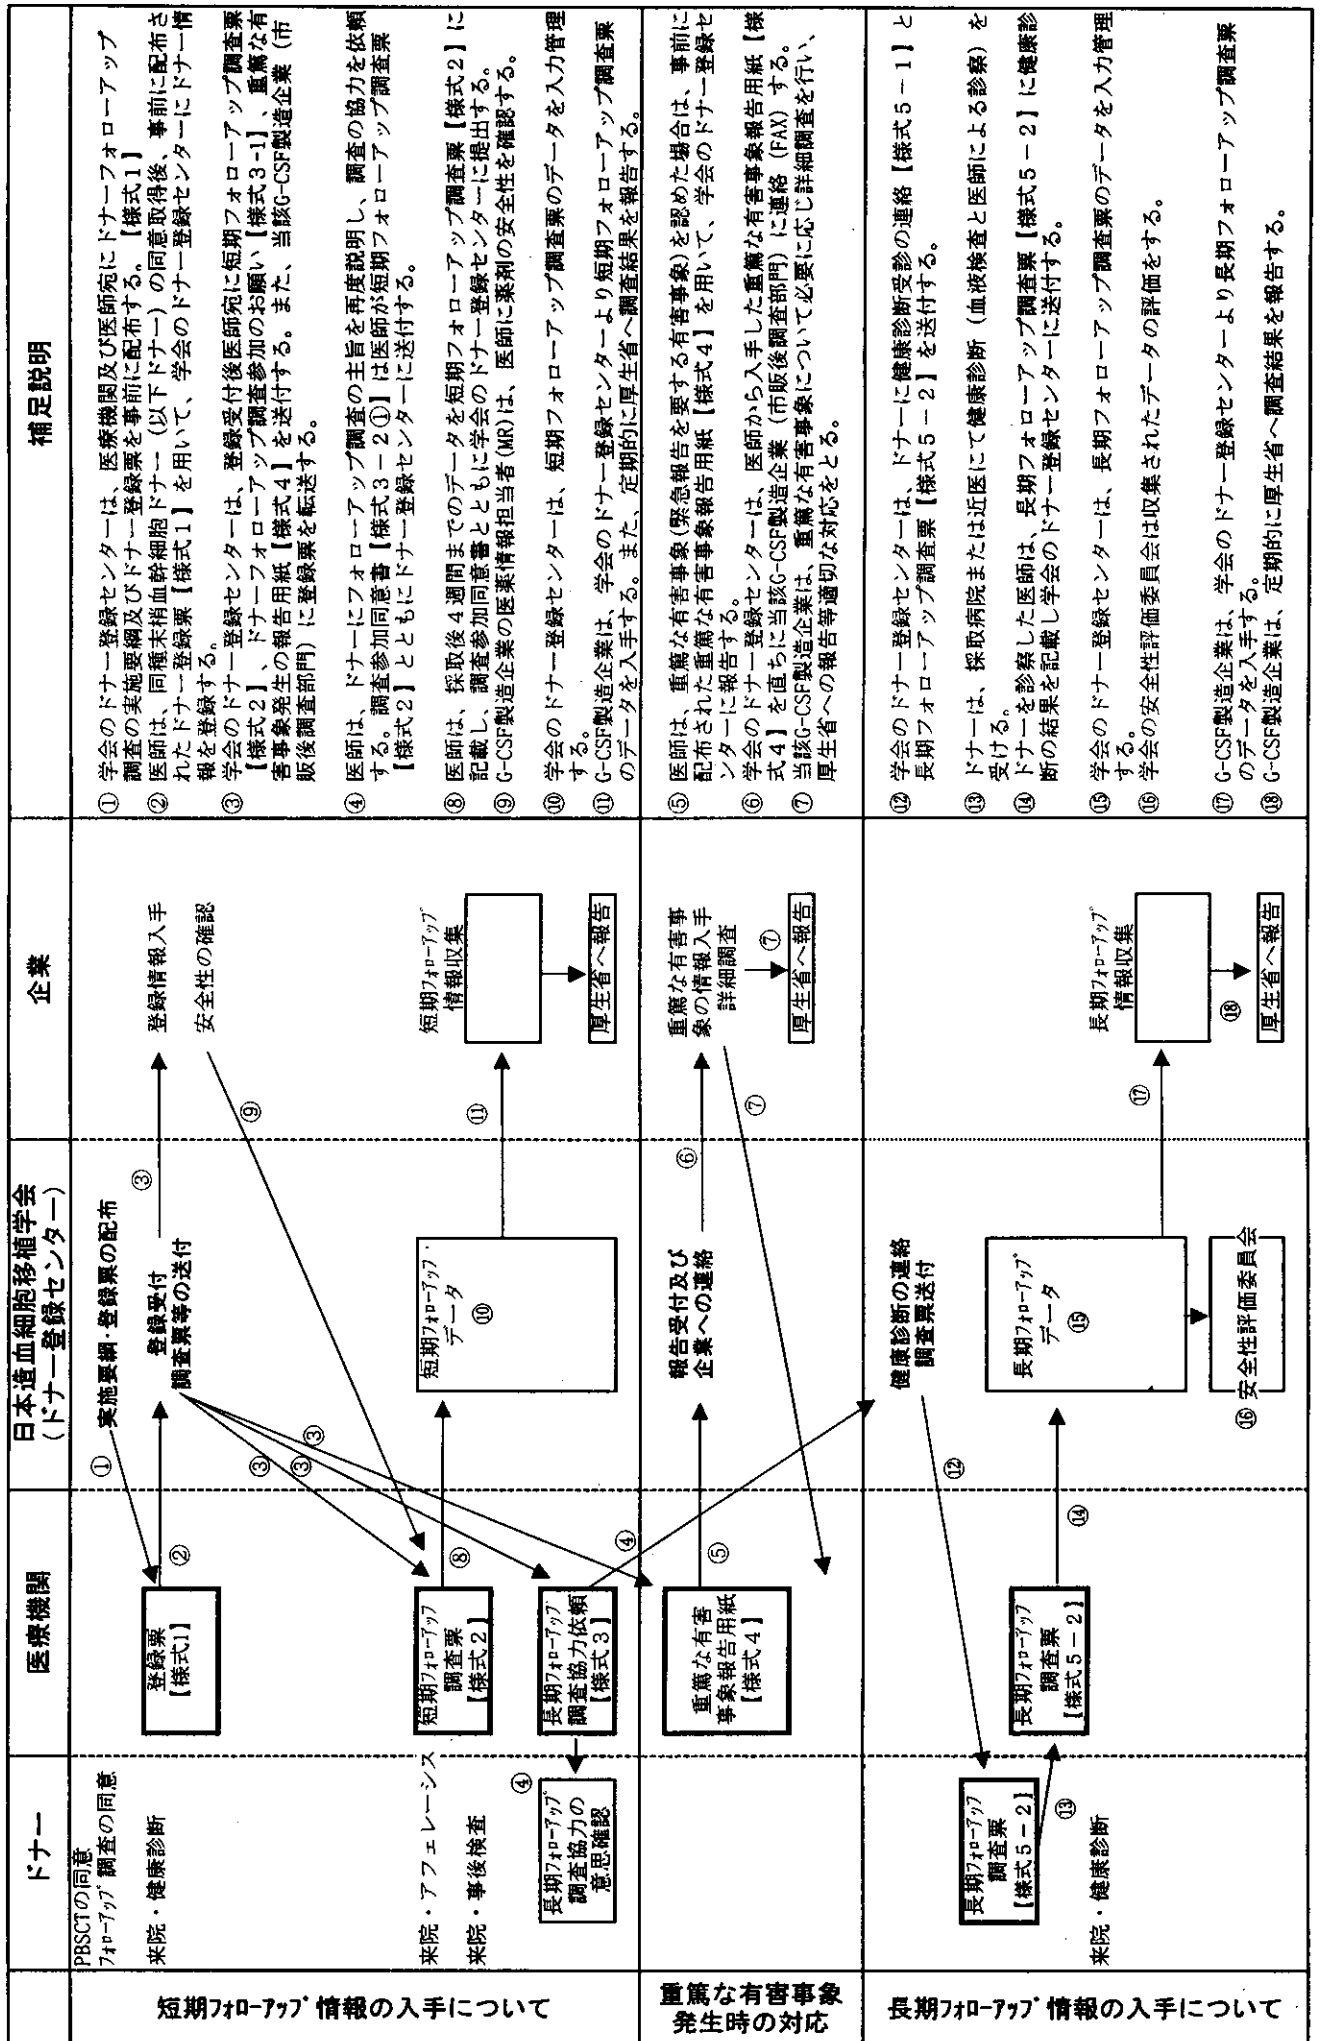 ドナー
医療機関
日本造血細胞移植学会
(ドナー登録センター)
企業
補足説明
短期フォローアップ情報の入手について
PBSCTの同意
フォローアップ調査の同意
来院・健康診断
来院・アフェレーシス
来院・事後検査
④
長期フォローアップ
調査協力の
意思確認
登録票
【様式1】
②
短期フォローアップ
調査票
【様式2】
⑧
長期フォローアップ
調査協力依頼
【様式3】
④
①
実施要綱・登録票の配布
登録受付
調査票等の送付
③
③
③
③
短期フォローアップ
データ
⑩
登録情報入手
安全性の確認
⑨
⑪
短期フォローアップ
情報収集
厚生省へ報告
① 学会のドナー登録センターは、医療機関及び医師宛にドナーフォローアップ
調査の実施要綱及びドナー登録票を事前に配布する。【様式1】
② 医師は、同種末梢血幹細胞ドナー(以下ドナー)の同意取得後、事前に配布さ
れたドナー登録票【様式1】を用いて、学会のドナー登録センターにドナー情
報を登録する。
③ 学会のドナー登録センターは、登録受付後医師宛に短期フォローアップ調査票
【様式2】、ドナーフォローアップ調査参加のお願い【様式3-1】、重篤な有
害事象発生の報告用紙【様式4】を送付する。また、当該G-CSF製造企業(市
販後調査部門)に登録票を転送する。
④ 医師は、ドナーにフォローアップ調査の主旨を再度説明し、調査の協力を依頼
する。調査参加同意書【様式3-2①】は医師が短期フォローアップ調査票
【様式2】とともにドナー登録センターに送付する。
⑧ 医師は、採取後4週間までのデータを短期フォローアップ調査票【様式2】に
記載し、調査参加同意書とともに学会のドナー登録センターに提出する。
⑨ G-CSF製造企業の医薬情報担当者(MR)は、医師に薬剤の安全性を確認する。
⑩ 学会のドナー登録センターは、短期フォローアップ調査票のデータを入力管理
する。
⑪ G-CSF製造企業は、学会のドナー登録センターより短期フォローアップ調査票
のデータを入手する。また、定期的に厚生省へ調査結果を報告する。
重篤な有害事象
発生時の対応
重篤な有害
事象報告用紙
【様式4】
⑤
報告受付及び
企業への連絡
⑥
重篤な有害事
象の情報入手
詳細調査
⑦
⑦
厚生省へ報告
⑤ 医師は、重篤な有害事象(緊急報告を要する有害事象)を認めた場合は、事前に
配布された重篤な有害事象報告用紙【様式4】を用いて、学会のドナー登録セ
ンターに報告する。
⑥ 学会のドナー登録センターは、医師から入手した重篤な有害事象報告用紙【様
式4】を直ちに当該G-CSF製造企業(市販後調査部門)に連絡(FAX)する。
⑦ 当該G-CSF製造企業は、重篤な有害事象について必要に応じ詳細調査を行い、
厚生省への報告等適切な対応をとる。
長期フォローアップ情報の入手について
長期フォローアップ
調査票
【様式5-2】
⑬
来院・健康診断
長期フォローアップ
調査票
【様式5-2】
⑭
⑫
健康診断の連絡
調査票送付
長期フォローアップ
データ
⑮
⑯ 安全性評価委員会
⑰
長期フォローアップ
情報収集
⑱
厚生省へ報告
⑫ 学会のドナー登録センターは、ドナーに健康診断受診の連絡【様式5-1】と
長期フォローアップ調査票【様式5-2】を送付する。
⑬ ドナーは、採取病院または近医にて健康診断(血液検査と医師による診察)を
受ける。
⑭ ドナーを診察した医師は、長期フォローアップ調査票【様式5-2】に健康診
断の結果を記載し学会のドナー登録センターに送付する。
⑮ 学会のドナー登録センターは、長期フォローアップ調査票のデータを入力管理
する。
⑯ 学会の安全性評価委員会は収集されたデータの評価をする。
⑰ G-CSF製造企業は、学会のドナー登録センターより長期フォローアップ調査票
のデータを入手する。
⑱ G-CSF製造企業は、定期的に厚生省へ調査結果を報告する。